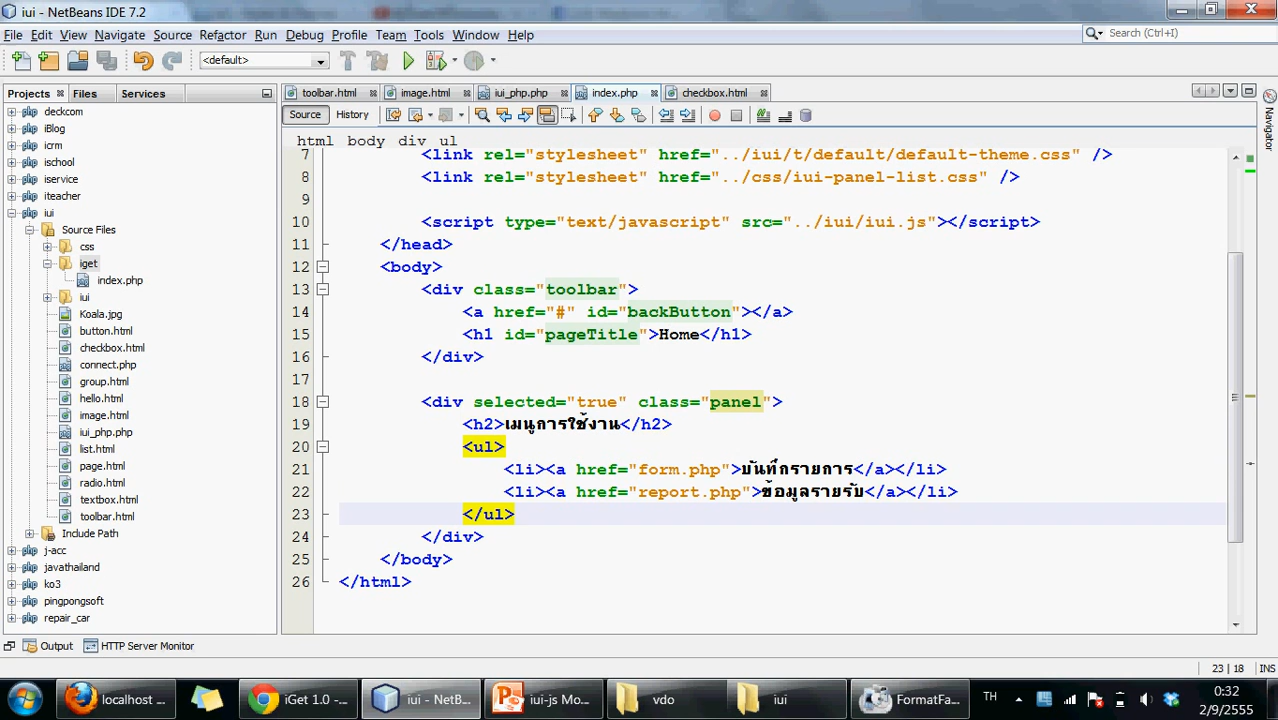 iui - NetBeans IDE 7.2
File Edit View Navigate Source Refactor Run Debug Profile Team Tools Window Help
Search (Ctrl+I)
<default>
Projects Files Services
toolbar.html image.html iui_php.php index.php checkbox.html
Source History
Navigator
html body div ul
deckcom
iBlog
icrm
ischool
iservice
iteacher
iui
Source Files
css
iget
index.php
iui
Koala.jpg
button.html
checkbox.html
connect.php
group.html
hello.html
image.html
iui_php.php
list.html
page.html
radio.html
textbox.html
toolbar.html
Include Path
j-acc
javathailand
ko3
pingpongsoft
repair_car
7 <link rel="stylesheet" href="../iui/t/default/default-theme.css" />
8 <link rel="stylesheet" href="../css/iui-panel-list.css" />
9
10 <script type="text/javascript" src="../iui/iui.js"></script>
11 </head>
12 <body>
13 <div class="toolbar">
14 <a href="#" id="backButton"></a>
15 <h1 id="pageTitle">Home</h1>
16 </div>
17
18 <div selected="true" class="panel">
19 <h2>เมนูการใช้งาน</h2>
20 <ul>
21 <li><a href="form.php">บันทึกรายการ</a></li>
22 <li><a href="report.php">ข้อมูลรายรับ</a></li>
23 </ul>
24 </div>
25 </body>
26 </html>
Output HTTP Server Monitor
23 | 18 INS
localhost ...
iGet 1.0 -...
iui - NetB...
iui-js Mo...
vdo
iui
FormatFa...
TH
0:32
2/9/2555